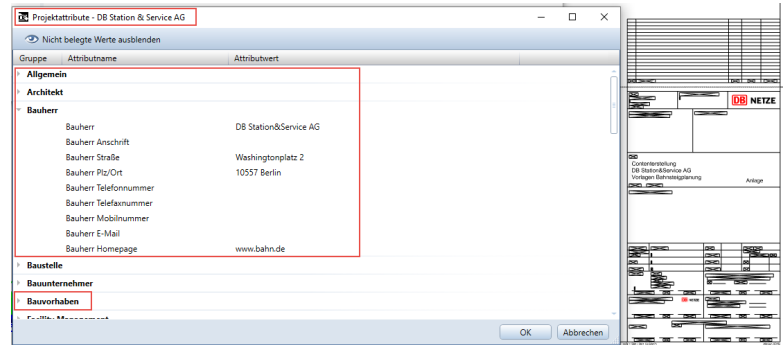 Projektattribute - DB Station & Service AG
Nicht belegte Werte ausblenden
Gruppe Attributname Attributwert
Allgemein
Architekt
Bauherr
Bauherr DB Station&Service AG
Bauherr Anschrift
Bauherr Straße Washingtonplatz 2
Bauherr Plz/Ort 10557 Berlin
Bauherr Telefonnummer
Bauherr Telefaxnummer
Bauherr Mobilnummer
Bauherr E-Mail
Bauherr Homepage www.bahn.de
Baustelle
Bauunternehmer
Bauvorhaben
Facility Management
OK Abbrechen
DB NETZE
Contenterstellung
DB Station&Service AG
Vorlagen Bahnsteigplanung
Anlage